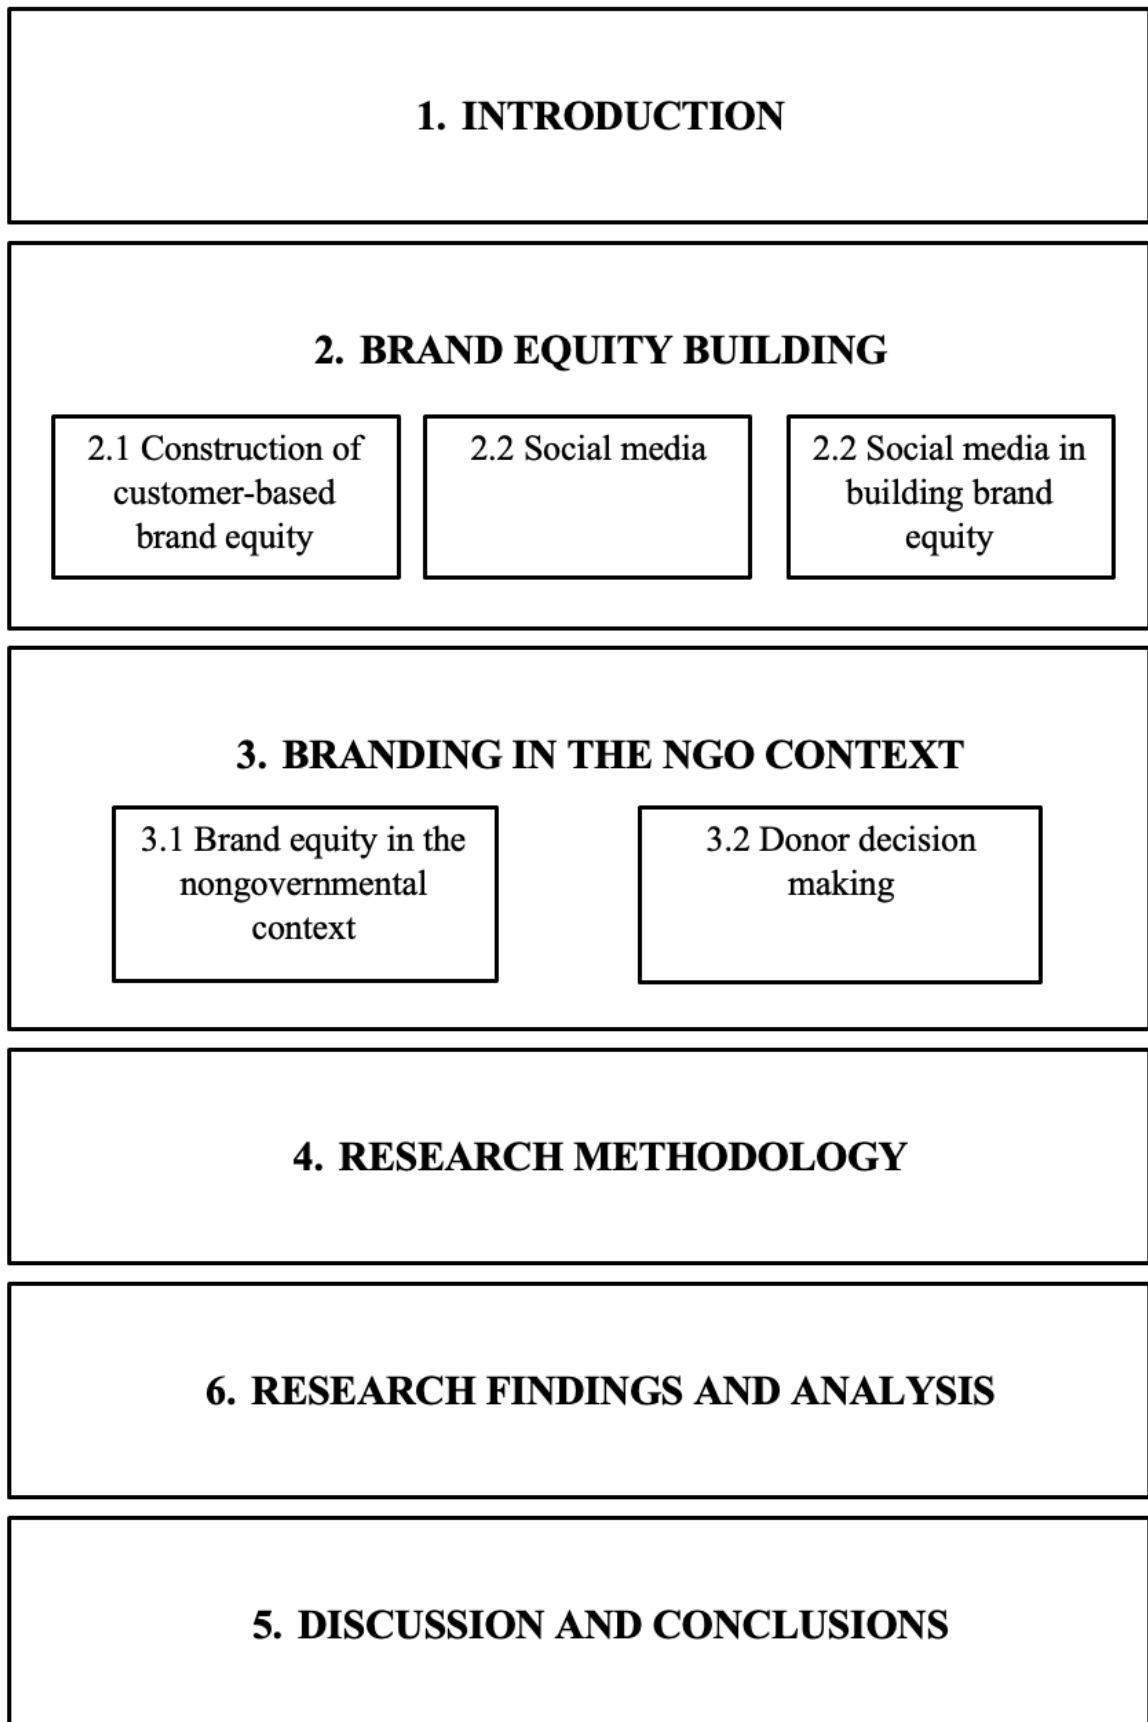 1. INTRODUCTION
2. BRAND EQUITY BUILDING
2.1 Construction of
customer-based
brand equity
2.2 Social media
2.2 Social media in
building brand
equity
3. BRANDING IN THE NGO CONTEXT
3.1 Brand equity in the
nongovernmental
context
3.2 Donor decision
making
4. RESEARCH METHODOLOGY
6. RESEARCH FINDINGS AND ANALYSIS
5. DISCUSSION AND CONCLUSIONS